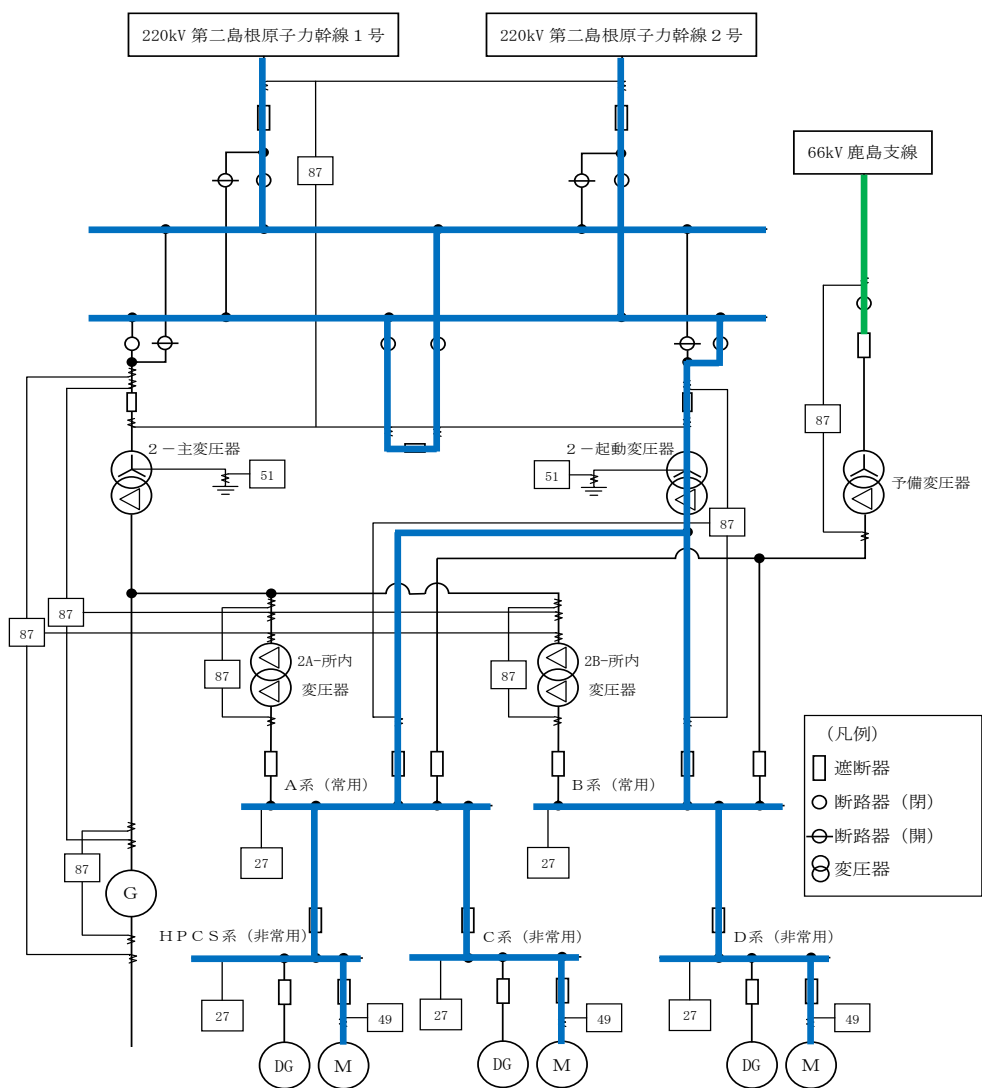 220kV 第二島根原子力幹線１号
220kV 第二島根原子力幹線２号
66kV 鹿島支線
87
87
２－主変圧器
51
２－起動変圧器
51
予備変圧器
87
87
87
2A-所内
変圧器
87
2B-所内
変圧器
87
A系（常用）
B系（常用）
（凡例）
遮断器
断路器（閉）
断路器（開）
変圧器
27
27
87
G
ＨＰＣＳ系（非常用）
C系（非常用）
D系（非常用）
27
49
27
49
27
49
DG
M
DG
M
DG
M